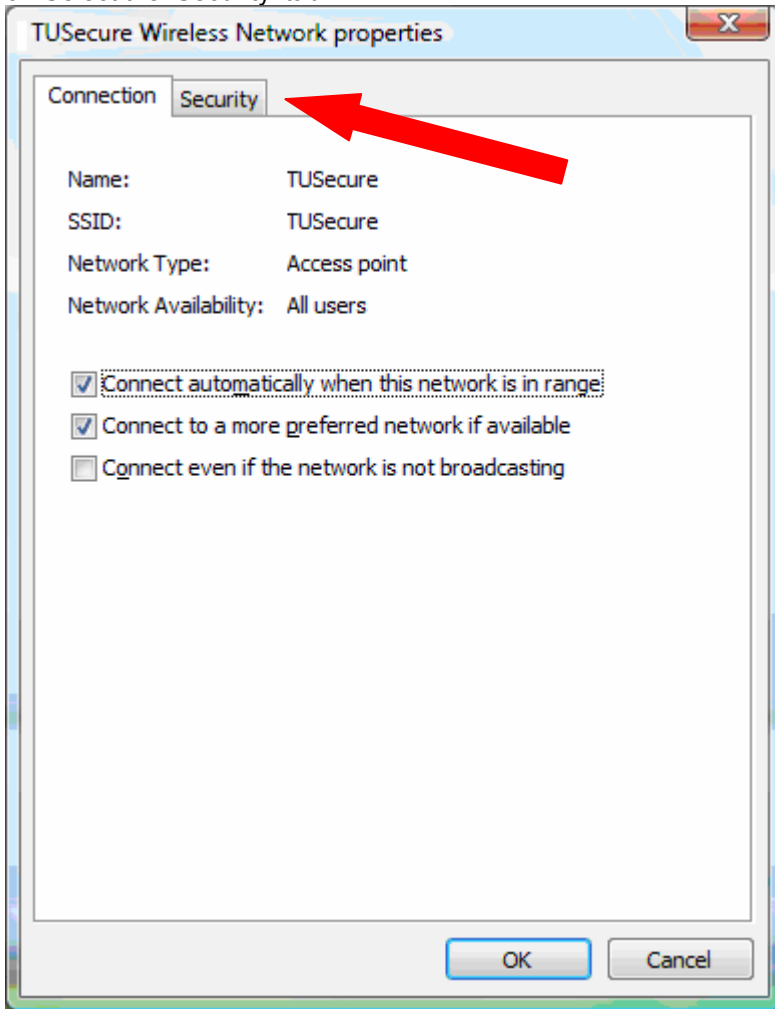 TUSecure Wireless Network properties
Connection Security
Name: TUSecure
SSID: TUSecure
Network Type: Access point
Network Availability: All users
Connect automatically when this network is in range
Connect to a more preferred network if available
Connect even if the network is not broadcasting
OK Cancel